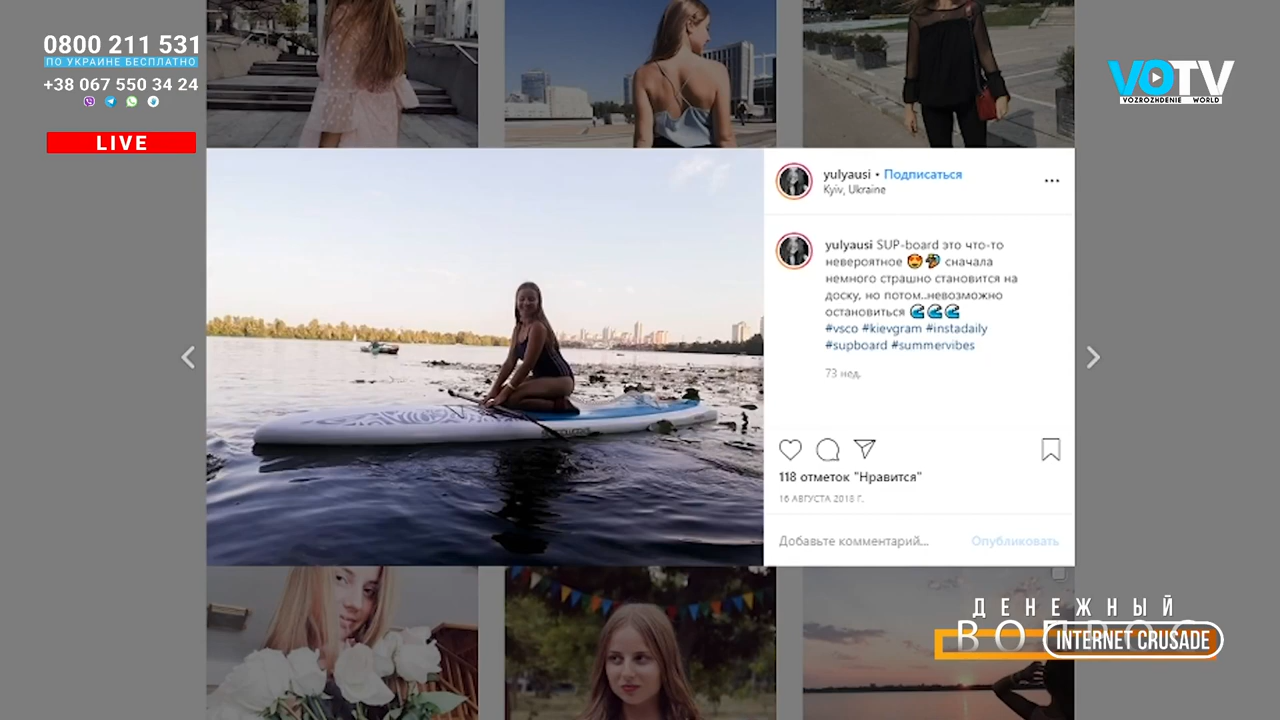 0800 211 531
ПО УКРАИНЕ БЕСПЛАТНО
+38 067 550 34 24
LIVE
VOTV
VOZROZHDENIE WORLD
yulyausi • Подписаться
Kyiv, Ukraine
yulyausi SUP-board это что-то
невероятное 😍🏄 сначала
немного страшно становится на
доску, но потом..невозможно
остановиться 🌊🌊🌊
#vsco #kievgram #instadaily
#supboard #summervibes
73 нед.
118 отметок "Нравится"
16 АВГУСТА 2018 Г.
Добавьте комментарий...
Опубликовать
ДЕНЕЖНЫЙ
ВОПРОС
INTERNET CRUSADE